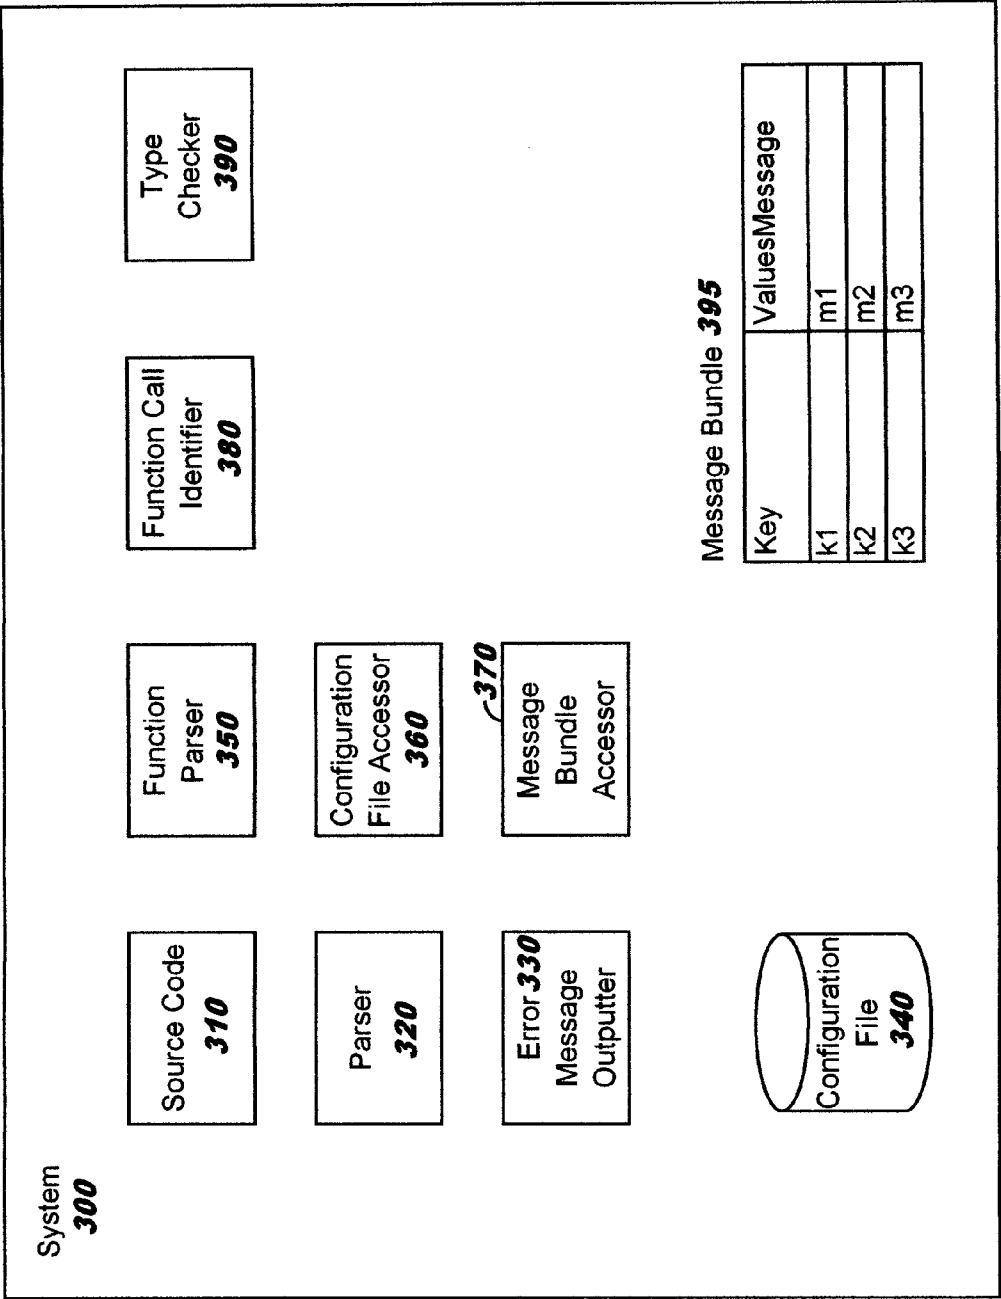 System
300
Source Code
310
Function
Parser
350
Function Call
Identifier
380
Type
Checker
390
Parser
320
Configuration
File Accessor
360
Error 330
Message
Outputter
370
Message
Bundle
Accessor
Configuration
File
340
Message Bundle 395
Key ValuesMessage
k1 m1
k2 m2
k3 m3